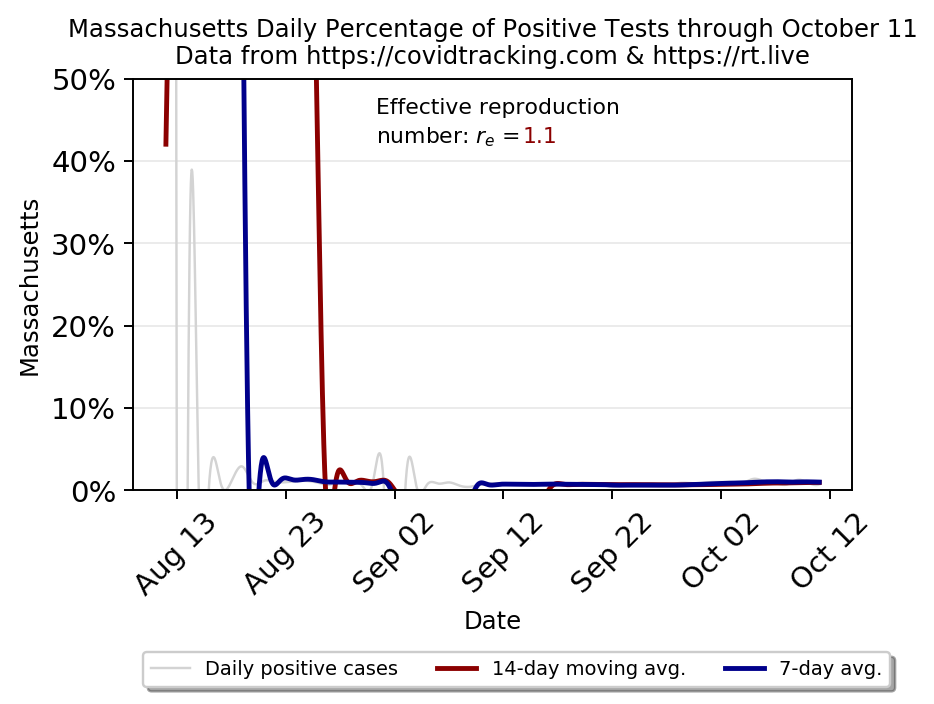 Massachusetts Daily Percentage of Positive Tests through October 11
Data from https://covidtracking.com & https://rt.live
50%
40%
30%
20%
10%
0%
Massachusetts
Effective reproduction
number: rₑ = 1.1
Aug 13
Aug 23
Sep 02
Sep 12
Sep 22
Oct 02
Oct 12
Date
Daily positive cases
14-day moving avg.
7-day avg.